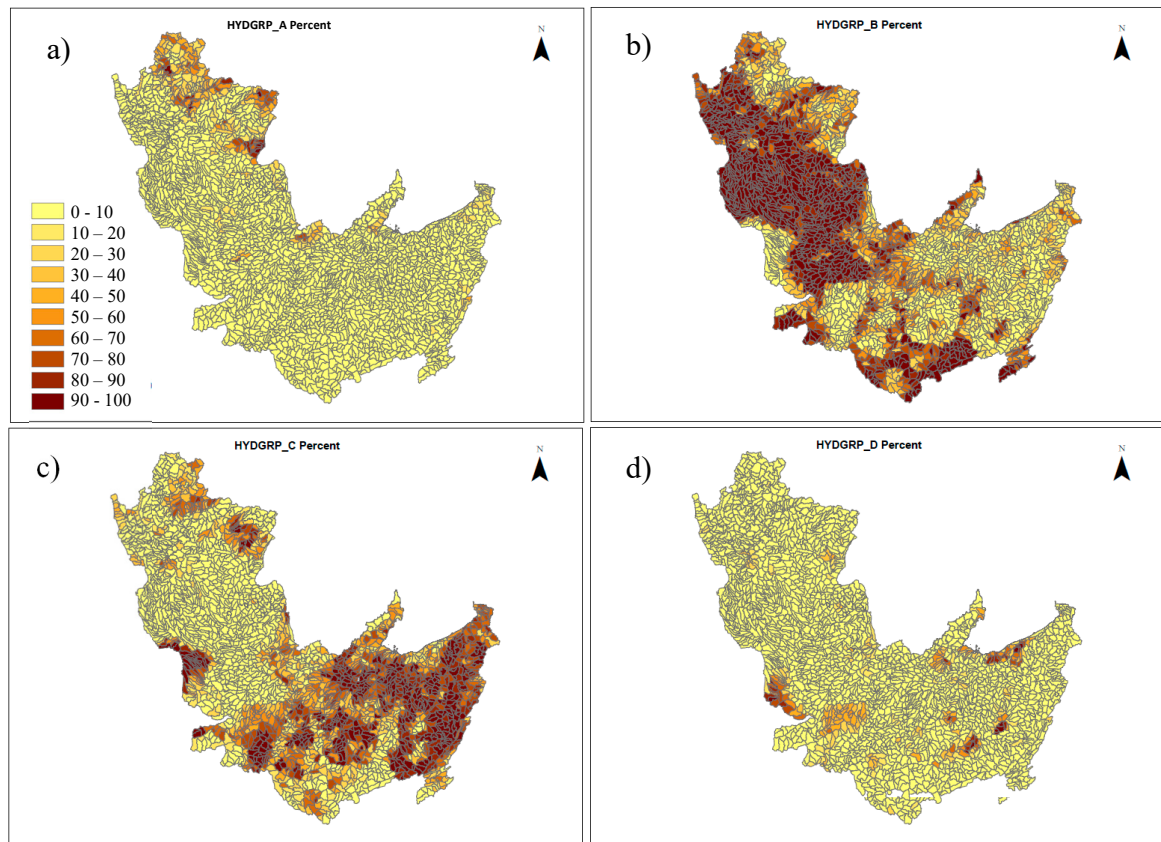 HYDGRP_A Percent
a)
N
0 - 10
10 – 20
20 – 30
30 – 40
40 – 50
50 – 60
60 – 70
70 – 80
80 – 90
90 - 100
HYDGRP_B Percent
b)
N
HYDGRP_C Percent
c)
N
HYDGRP_D Percent
d)
N